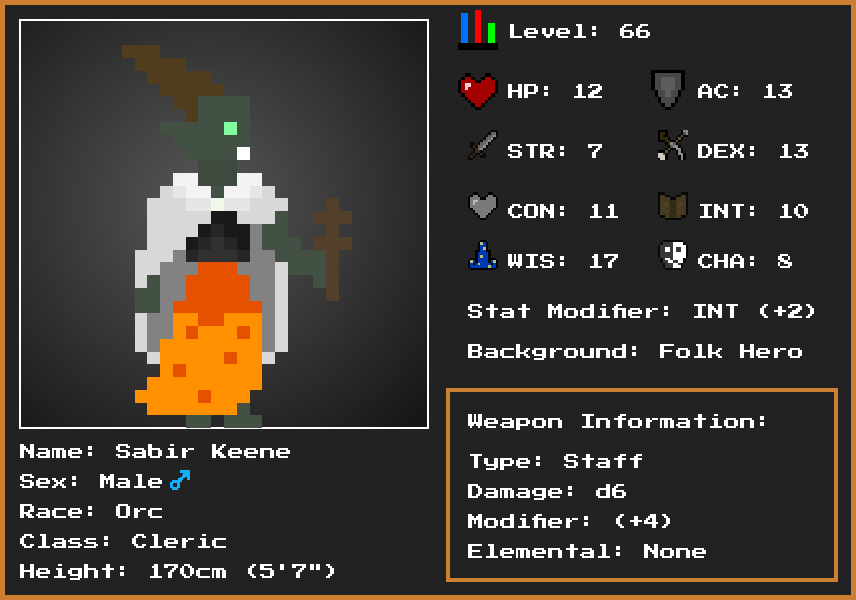 Level: 66
HP: 12
AC: 13
STR: 7
DEX: 13
CON: 11
INT: 10
WIS: 17
CHA: 8
Stat Modifier: INT (+2)
Background: Folk Hero
Weapon Information:
Type: Staff
Damage: d6
Modifier: (+4)
Elemental: None
Name: Sabir Keene
Sex: Male ♂
Race: Orc
Class: Cleric
Height: 170cm (5'7")